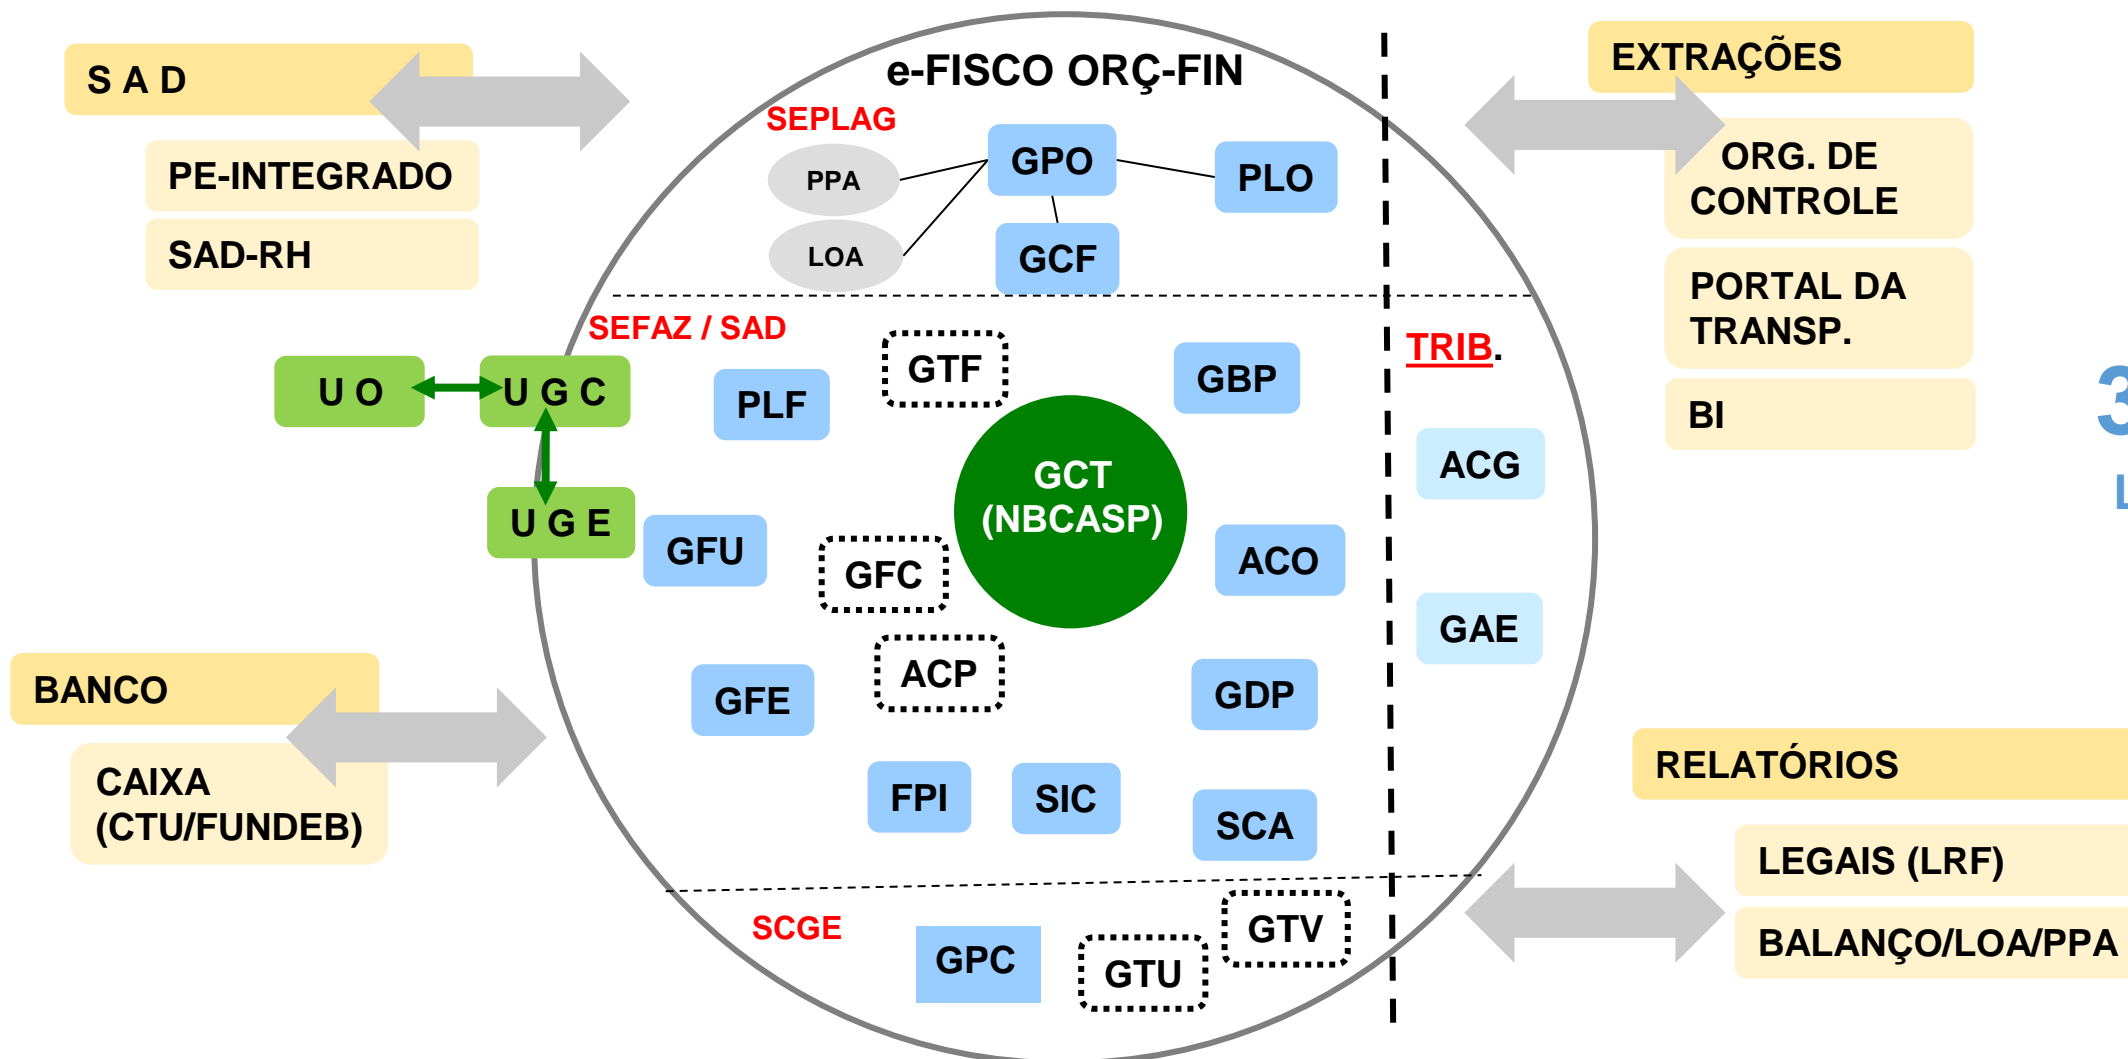 e-FISCO ORÇ-FIN
S A D
PE-INTEGRADO
SAD-RH
SEPLAG
PPA
LOA
GPO
PLO
GCF
EXTRAÇÕES
ORG. DE
CONTROLE
PORTAL DA
TRANSP.
BI
SEFAZ / SAD
U O
U G C
U G E
PLF
GTF
GBP
GCT
(NBCASP)
GFU
GFC
ACO
ACP
GFE
GDP
FPI
SIC
SCA
TRIB.
ACG
GAE
3
L
BANCO
CAIXA
(CTU/FUNDEB)
RELATÓRIOS
LEGAIS (LRF)
BALANÇO/LOA/PPA
SCGE
GPC
GTU
GTV